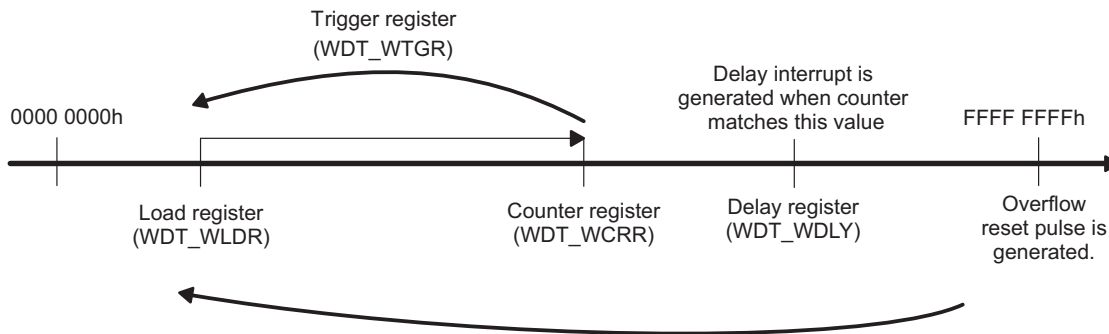 Trigger register
(WDT_WTGR)
Delay interrupt is
generated when counter
matches this value
0000 0000h
FFFF FFFFh
Load register
(WDT_WLDR)
Counter register
(WDT_WCRR)
Delay register
(WDT_WDLY)
Overflow
reset pulse is
generated.